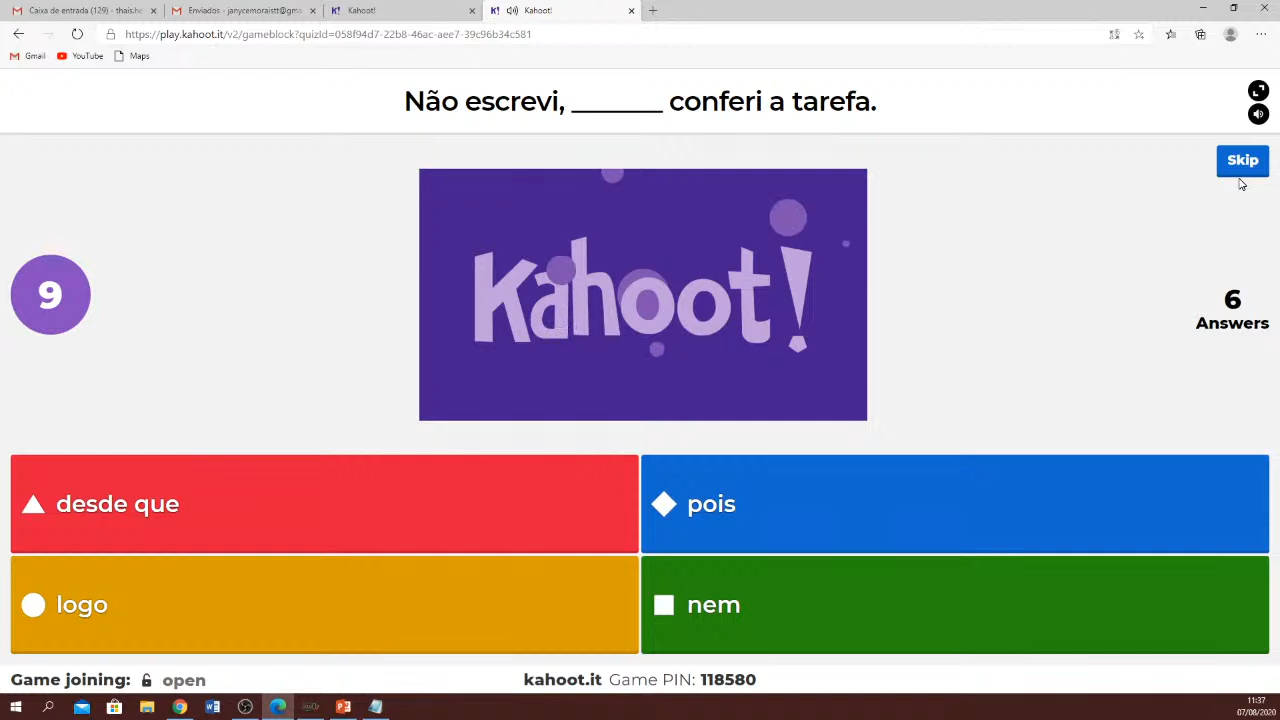 Caixa de entrada (129) - thais.he
Enviados - janycemoraistt@gma
Kahoot!
Kahoot!
https://play.kahoot.it/v2/gameblock?quizId=058f94d7-22b8-46ac-aee7-39c96b34c581
Gmail
YouTube
Maps
Não escrevi, _______ conferi a tarefa.
Skip
Kahoot!
9
6
Answers
desde que
pois
logo
nem
Game joining: open
kahoot.it Game PIN: 118580
11:37
07/08/2020